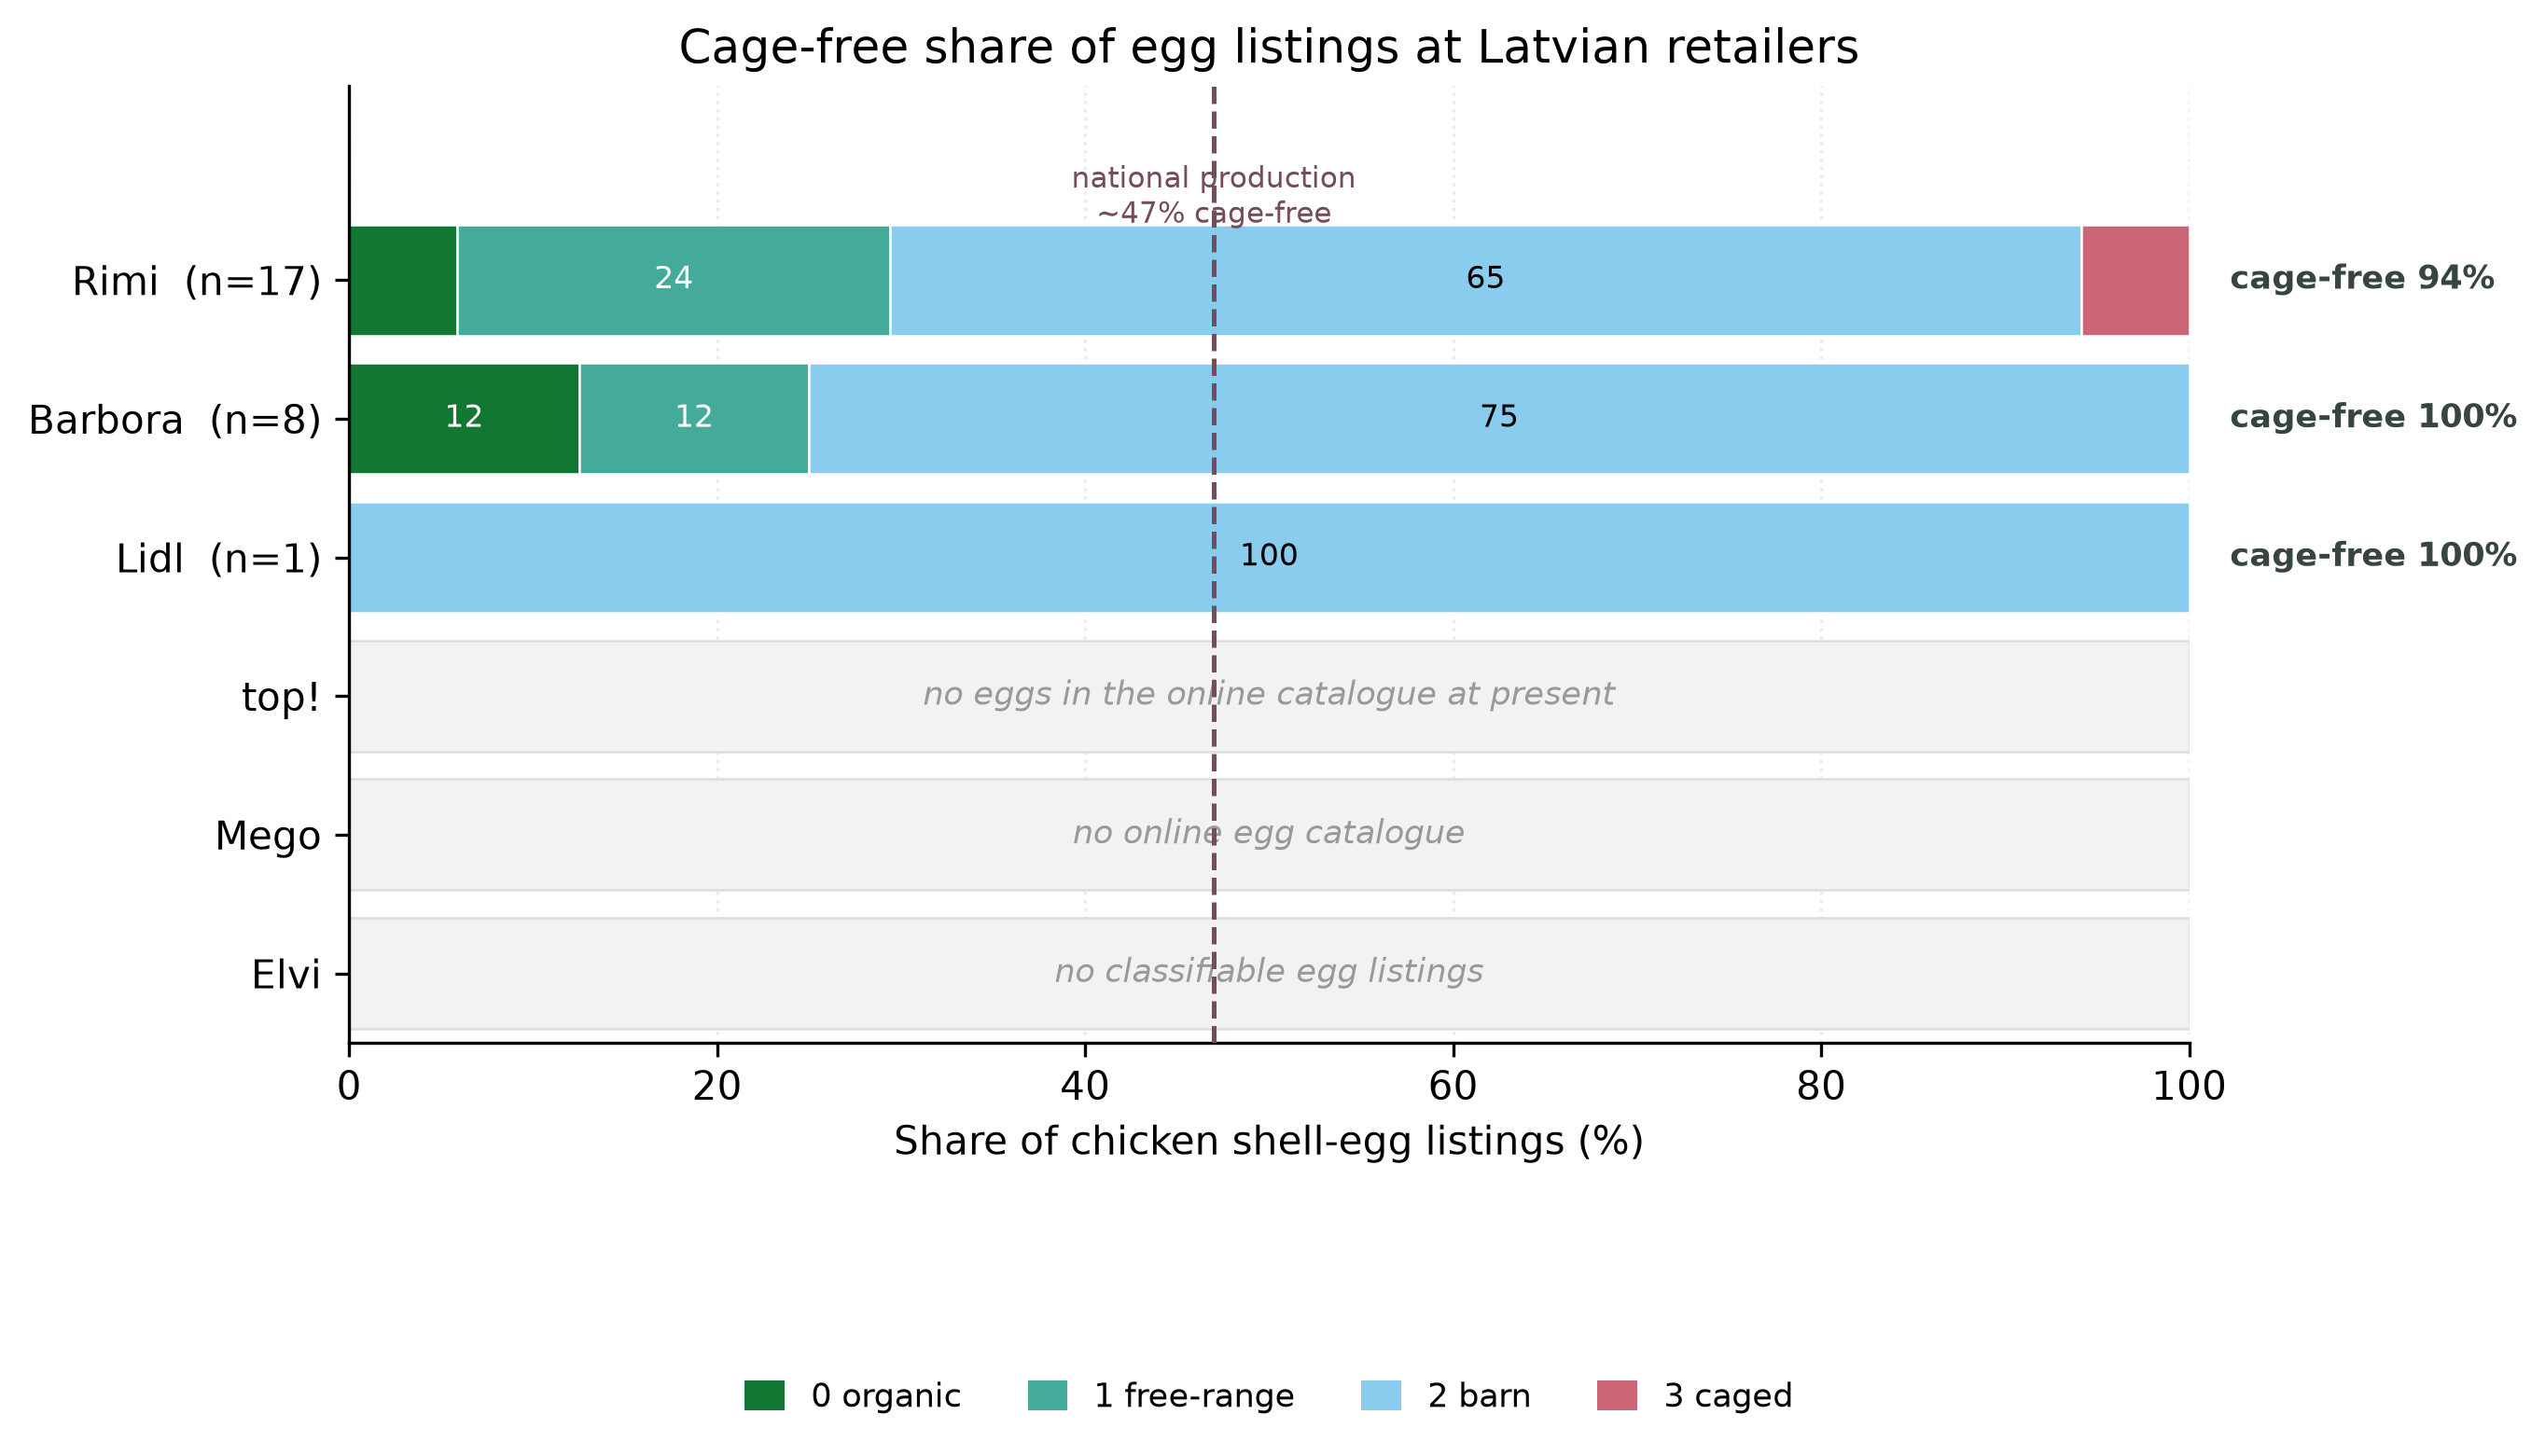 Cage-free share of egg listings at Latvian retailers
national production
~47% cage-free
Rimi (n=17)
24
65
cage-free 94%
Barbora (n=8)
12
12
75
cage-free 100%
Lidl (n=1)
100
cage-free 100%
top!
no eggs in the online catalogue at present
Mego
no online egg catalogue
Elvi
no classifiable egg listings
0
20
40
60
80
100
Share of chicken shell-egg listings (%)
0 organic
1 free-range
2 barn
3 caged